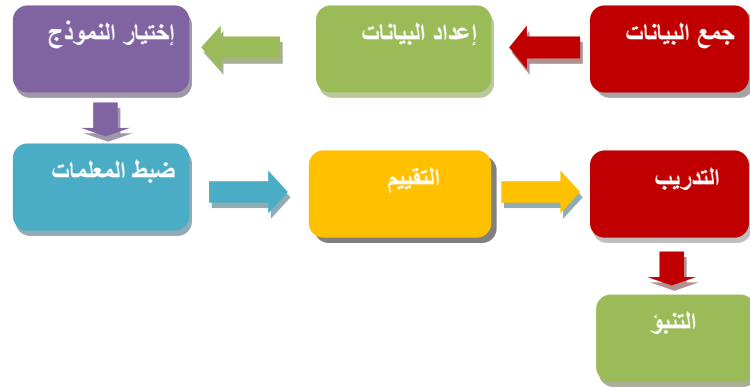 جمع البيانات
إعداد البيانات
إختيار النموذج
ضبط المعلمات
التقييم
التدريب
التنبؤ